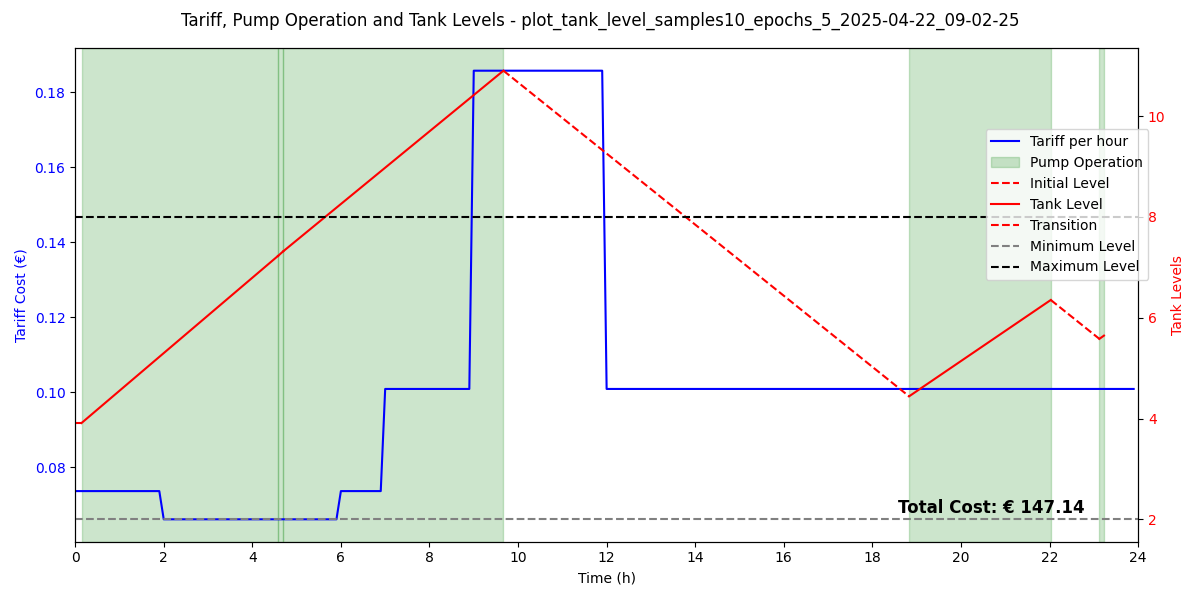 Tariff, Pump Operation and Tank Levels - plot_tank_level_samples10_epochs_5_2025-04-22_09-02-25
Tariff Cost (€)
0.18
0.16
0.14
0.12
0.10
0.08
10
8
6
4
2
Tank Levels
Tariff per hour
Pump Operation
Initial Level
Tank Level
Transition
Minimum Level
Maximum Level
Total Cost: € 147.14
0 2 4 6 8 10 12 14 16 18 20 22 24
Time (h)